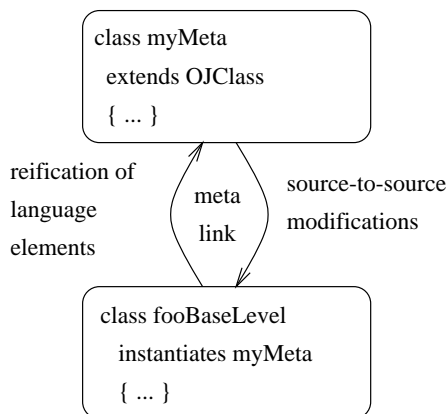 class myMeta
extends OJClass
{ ... }
reification of
language
elements
meta
link
source-to-source
modifications
class fooBaseLevel
instantiates myMeta
{ ... }